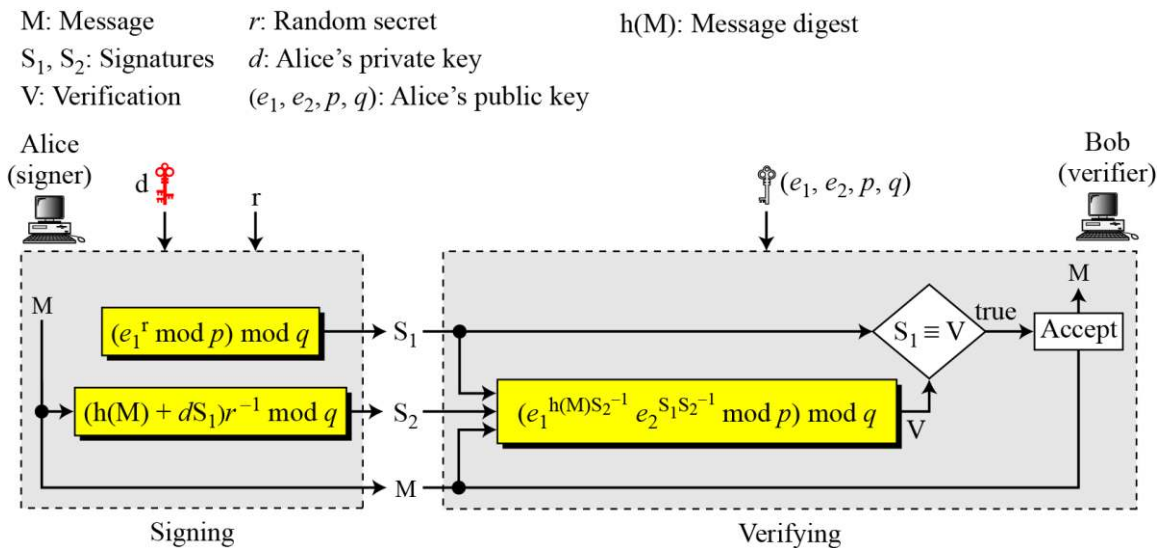 M: Message r: Random secret h(M): Message digest
S₁, S₂: Signatures d: Alice's private key
V: Verification (e₁, e₂, p, q): Alice's public key
Alice
(signer)
d
r
(e₁, e₂, p, q)
Bob
(verifier)
M
(e₁^r mod p) mod q
S₁
S₁ ≡ V
true
Accept
M
(h(M) + dS₁)r⁻¹ mod q
S₂
(e₁^h(M)S₂⁻¹ e₂^S₁S₂⁻¹ mod p) mod q
V
M
Signing
Verifying